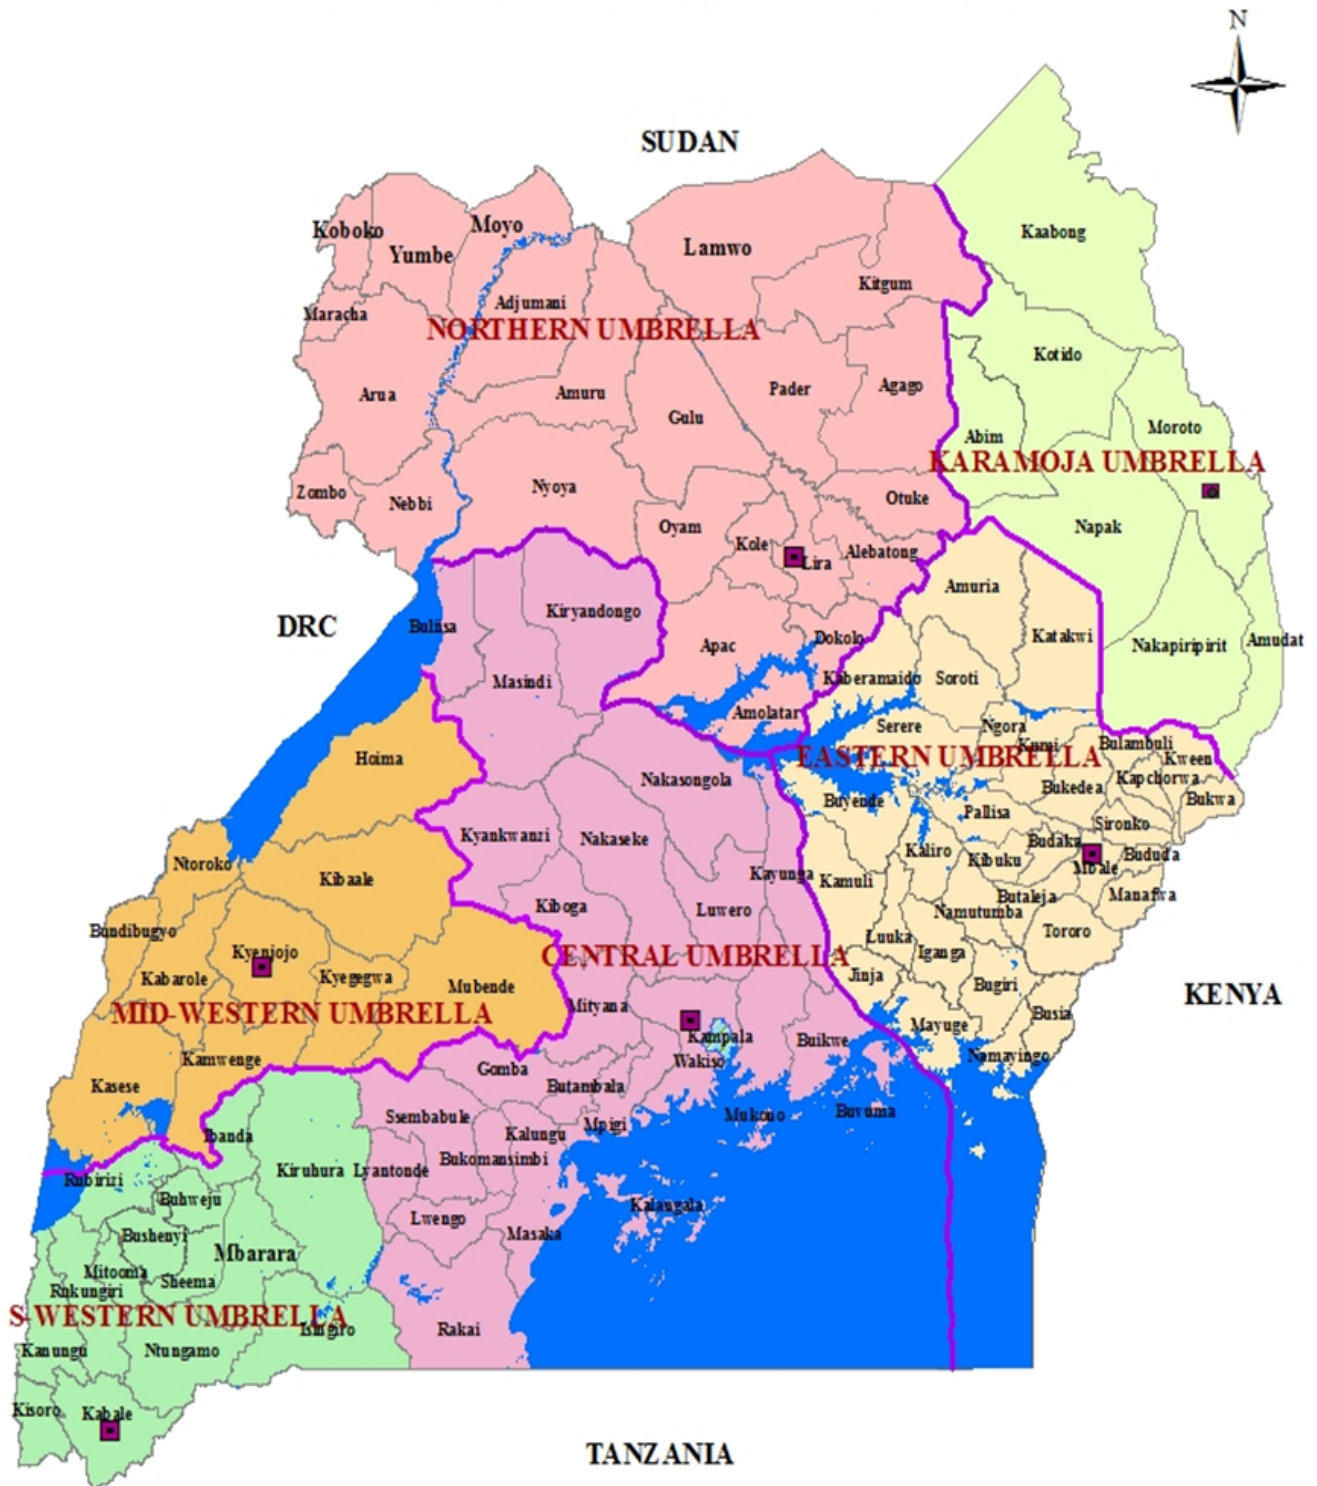 N
SUDAN
Koboko
Yumbe
Moyo
Lamwo
Kaabong
Kitgum
Maracha
Adjumani
NORTHERN UMBRELLA
Kotido
Arua
Amuru
Gulu
Pader
Agago
Moroto
Abim
KARAMOJA UMBRELLA
Zombo
Nebbi
Nyoya
Oyam
Otuke
Napak
Kole
Lira
Alebatong
Amuria
DRC
Buliisa
Kiryandongo
Apac
Dokolo
Katakwi
Nakapiripirit
Amudat
Masindi
Kaberamaido
Soroti
Amolatar
Serere
Ngora
Kumi
Bulambuli
Hoima
EASTERN UMBRELLA
Kween
Nakasongola
Kapchorwa
Bukedea
Bukwa
Buyende
Pallisa
Sironko
Kyankwanzi
Nakaseke
Budaka
Kaliro
Kibuku
Bududa
Ntoroko
Mbale
Kibaale
Kayunga
Kamuli
Butaleja
Manafwa
Kiboga
Luwero
Namutumba
Bundibugyo
Tororo
Luuka
Kyenjojo
CENTRAL UMBRELLA
Iganga
Kabarole
Kyegegwa
Jinja
Mubende
Bugiri
KENYA
Mityana
MID-WESTERN UMBRELLA
Busia
Mayuge
Kampala
Buikwe
Kamwenge
Wakiso
Namayingo
Gomba
Kasese
Butambala
Ssembabule
Mpigi
Mukono
Buvuma
Ibanda
Kalungu
Kiruhura
Lyantonde
Bukomansimbi
Rubirizi
Buhweju
Kalangala
Lwengo
Bushenyi
Masaka
Mbarara
Mitooma
Sheema
Rukungiri
S-WESTERN UMBRELLA
Isingiro
Rakai
Kanungu
Ntungamo
Kisoro
Kabale
TANZANIA